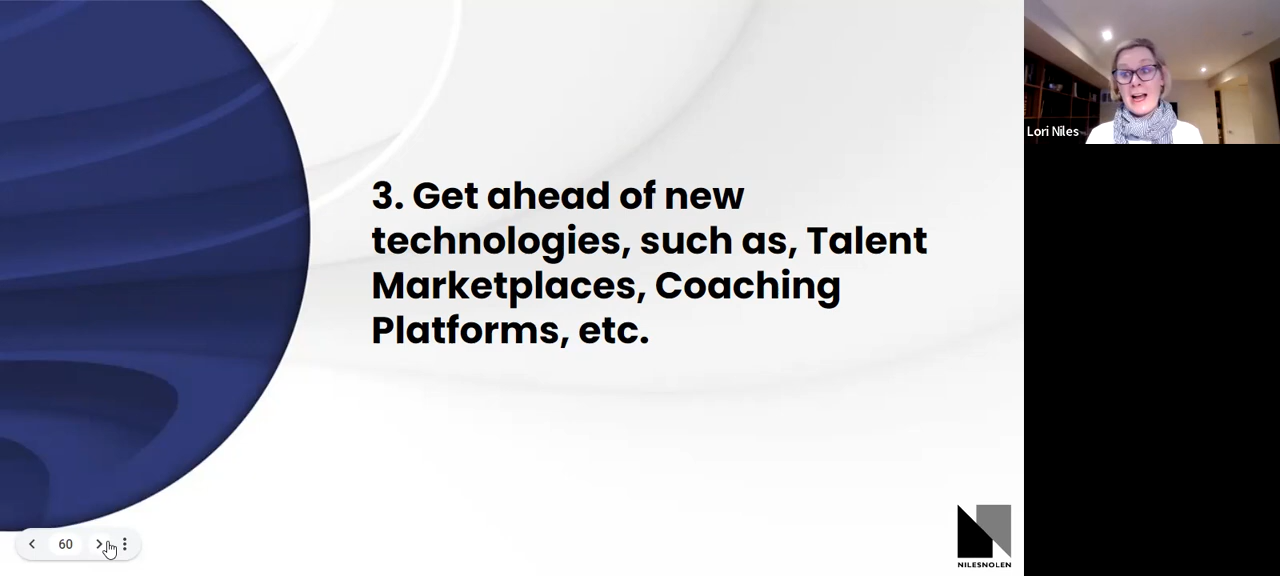 3. Get ahead of new
technologies, such as, Talent
Marketplaces, Coaching
Platforms, etc.
Lori Niles
60
NILESNOLEN